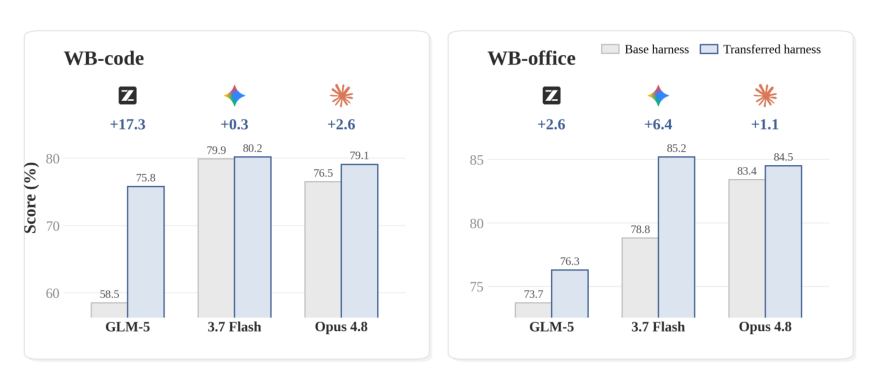 WB-code
+17.3 +0.3 +2.6
Score (%)
80
70
60
58.5 75.8 79.9 80.2 76.5 79.1
GLM-5 3.7 Flash Opus 4.8
WB-office
Base harness Transferred harness
+2.6 +6.4 +1.1
85
80
75
73.7 76.3 78.8 85.2 83.4 84.5
GLM-5 3.7 Flash Opus 4.8